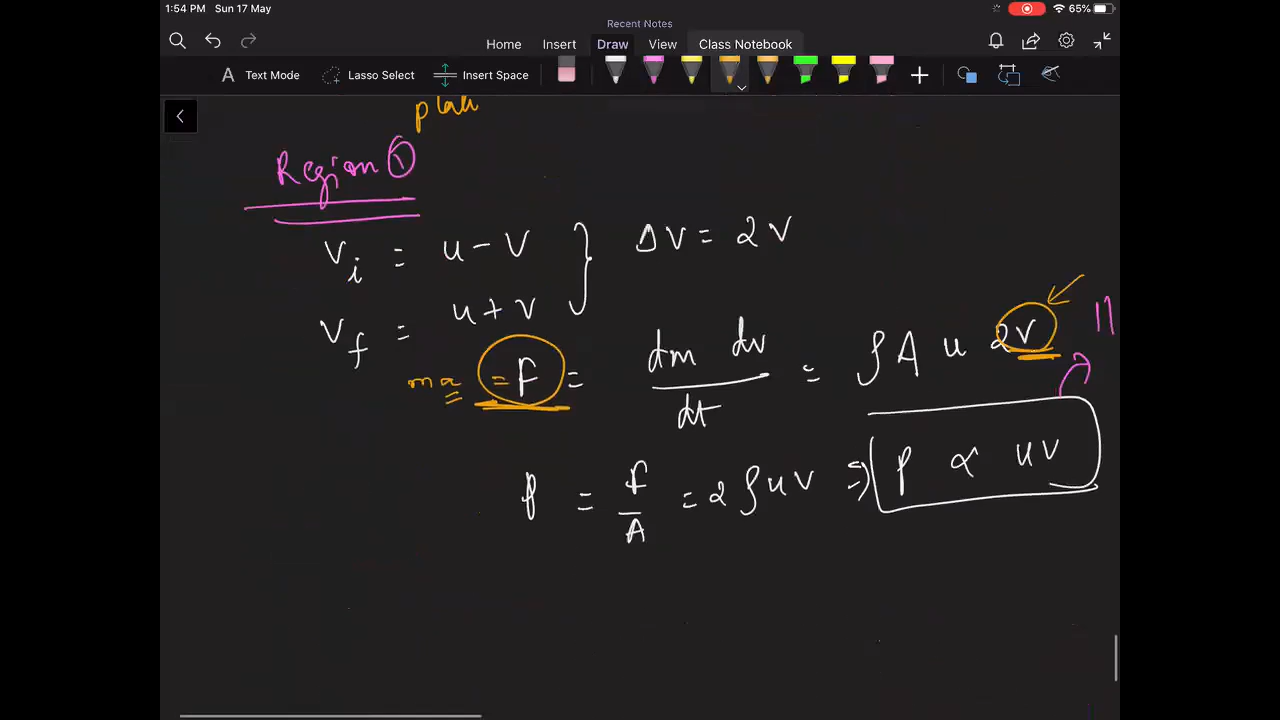 1:54 PM Sun 17 May
65%
Recent Notes
Home Insert Draw View Class Notebook
A Text Mode Lasso Select Insert Space
plate
Region ①
Vi = u - V } ΔV = 2V
Vf = u + v
ma = F = dm dv / dt = ρ A u 2v
p = F / A = 2 ρ u v ⇒ p ∝ uv